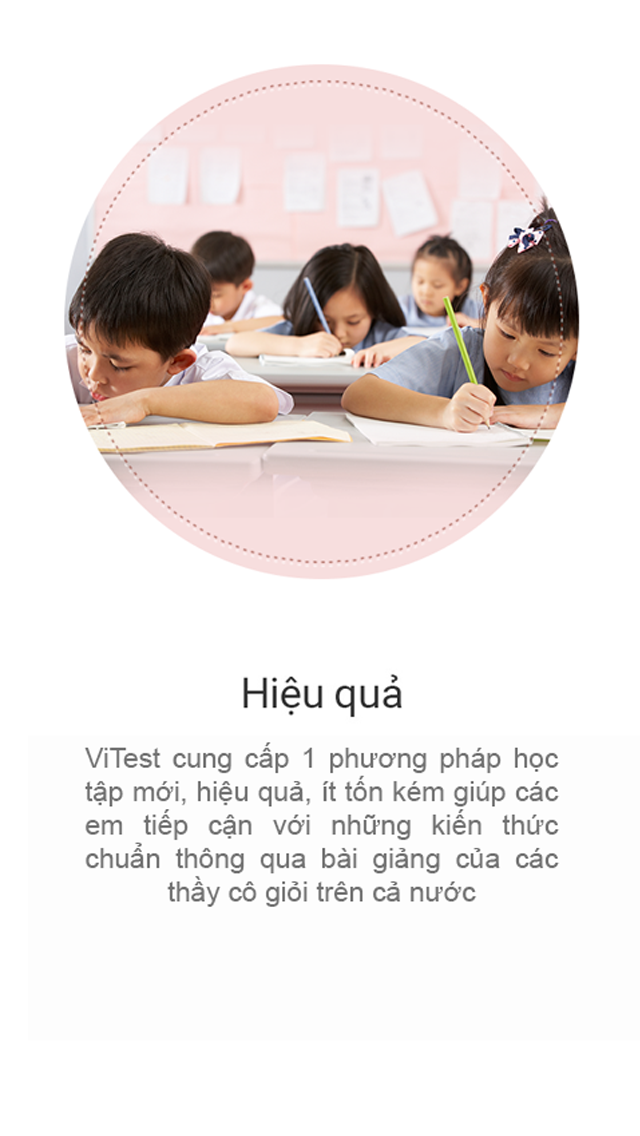 Hiệu quả
ViTest cung cấp 1 phương pháp học
tập mới, hiệu quả, ít tốn kém giúp các
em tiếp cận với những kiến thức
chuẩn thông qua bài giảng của các
thầy cô giỏi trên cả nước